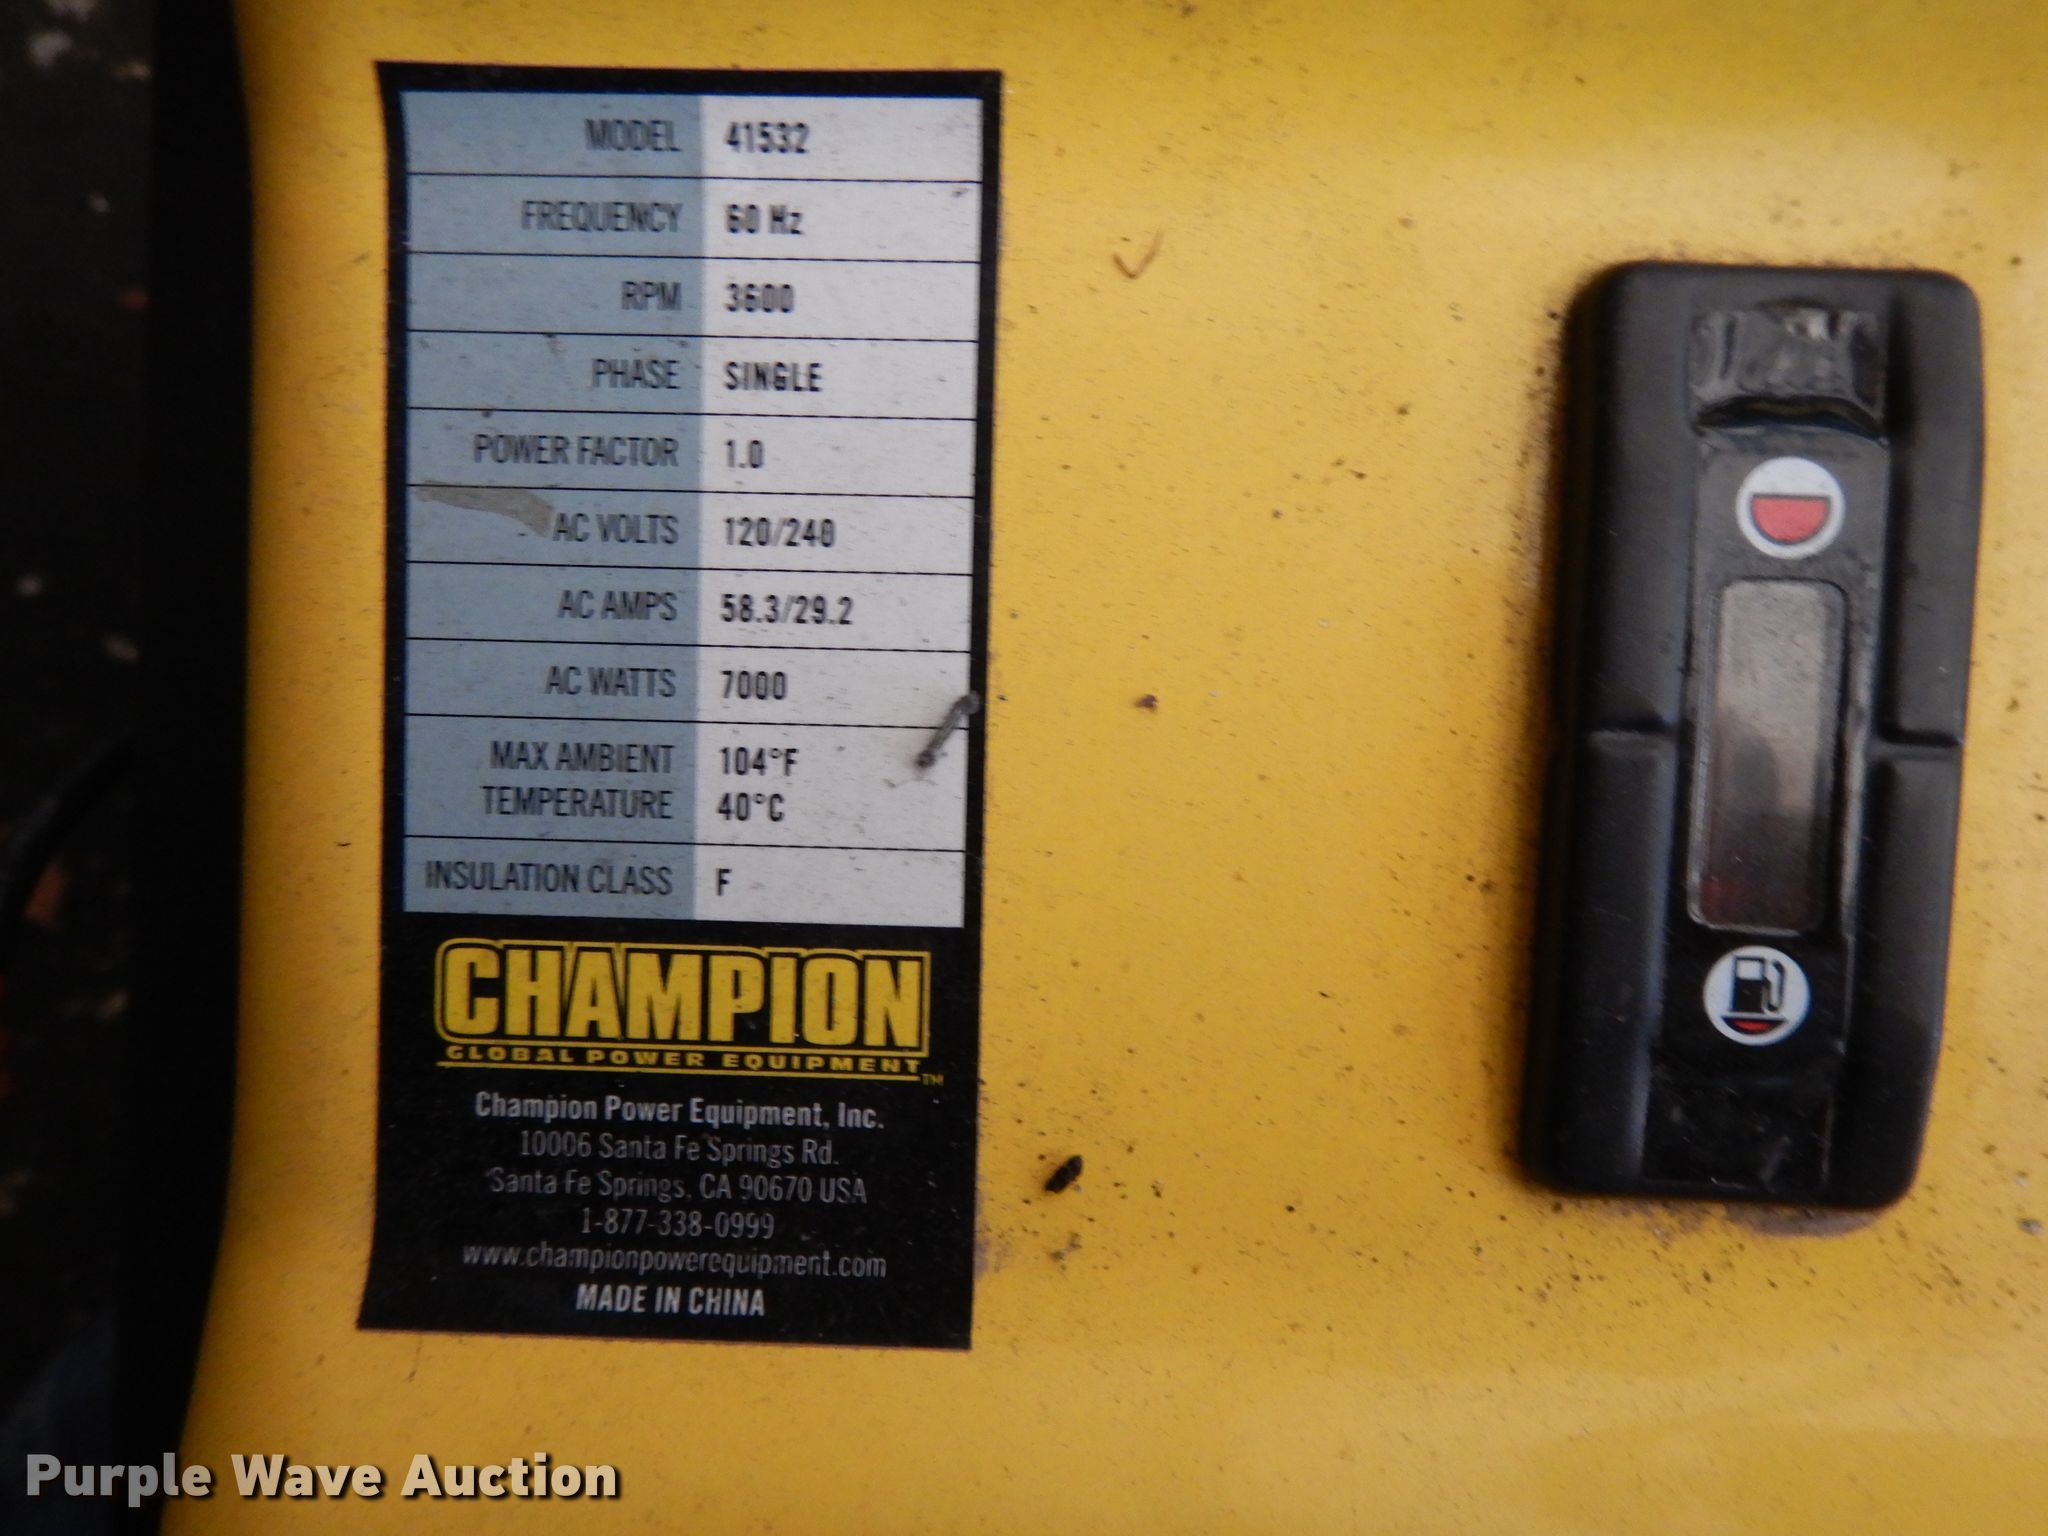 MODEL 41532
FREQUENCY 60 Hz
RPM 3600
PHASE SINGLE
POWER FACTOR 1.0
AC VOLTS 120/240
AC AMPS 58.3/29.2
AC WATTS 7000
MAX AMBIENT 104°F
TEMPERATURE 40°C
INSULATION CLASS F
CHAMPION
GLOBAL POWER EQUIPMENT™
Champion Power Equipment, Inc.
10006 Santa Fe Springs Rd.
Santa Fe Springs, CA 90670 USA
1-877-338-0999
www.championpowerequipment.com
MADE IN CHINA
Purple Wave Auction